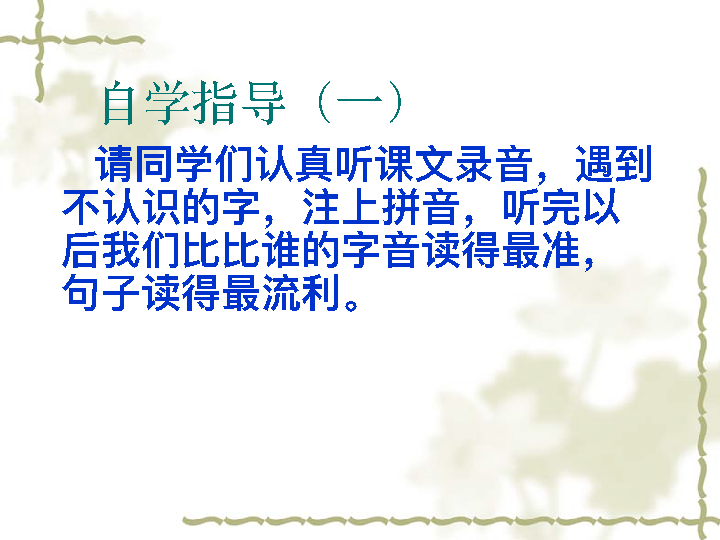 自学指导（一）
请同学们认真听课文录音，遇到
不认识的字，注上拼音，听完以
后我们比比谁的字音读得最准，
句子读得最流利。